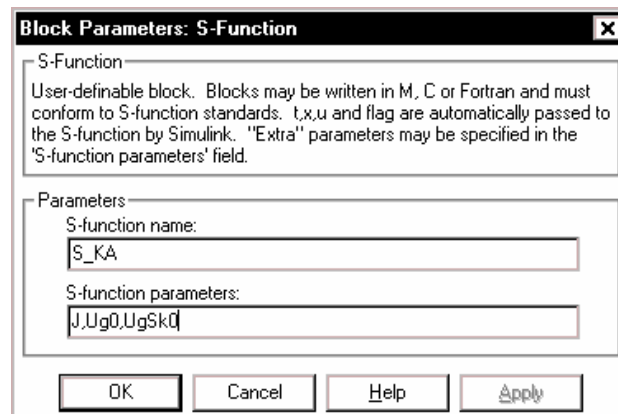 Block Parameters: S-Function
S-Function
User-definable block. Blocks may be written in M, C or Fortran and must
conform to S-function standards. t,x,u and flag are automatically passed to
the S-function by Simulink. "Extra" parameters may be specified in the
'S-function parameters' field.
Parameters
S-function name:
S_KA
S-function parameters:
J,Ug0,UgSk0
OK Cancel Help Apply